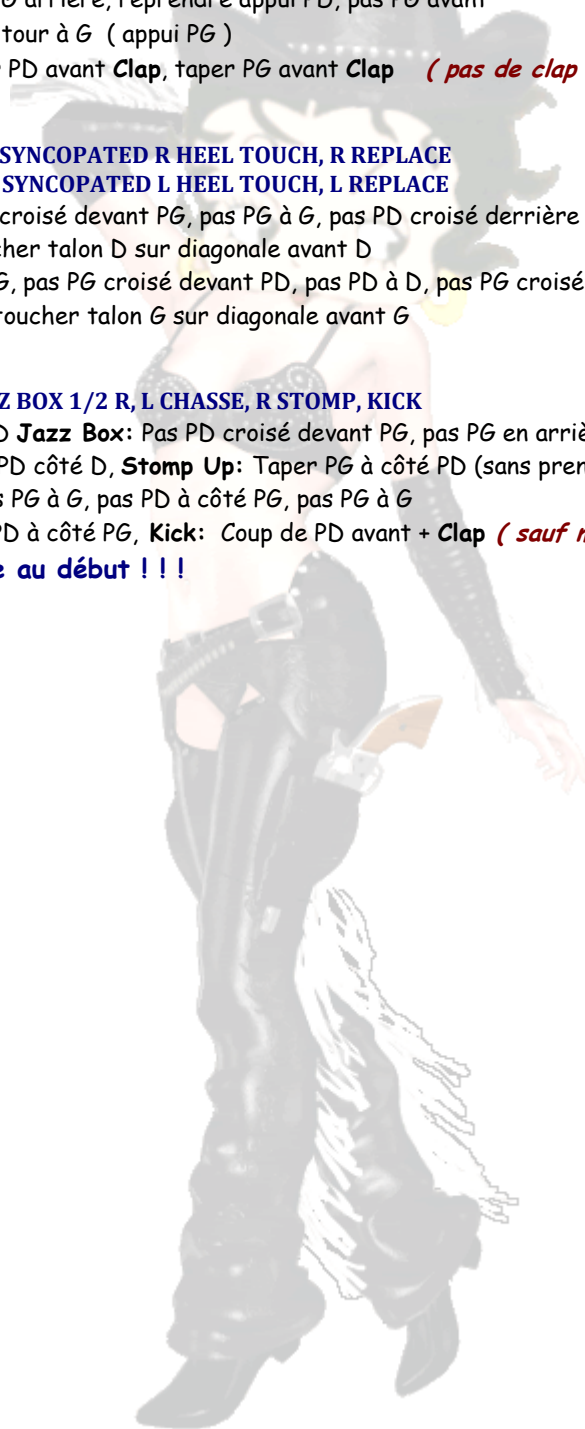 arrière, reprendre appui PD, pas PG avant
tour à G ( appui PG )
PD avant Clap, taper PG avant Clap ( pas de clap
SYNCOPATED R HEEL TOUCH, R REPLACE
SYNCOPATED L HEEL TOUCH, L REPLACE
croisé devant PG, pas PG à G, pas PD croisé derrière
cher talon D sur diagonale avant D
G, pas PG croisé devant PD, pas PD à D, pas PG croisé
toucher talon G sur diagonale avant G
Z BOX 1/2 R, L CHASSE, R STOMP, KICK
D Jazz Box: Pas PD croisé devant PG, pas PG en arriè
PD côté D, Stomp Up: Taper PG à côté PD (sans pren
s PG à G, pas PD à côté PG, pas PG à G
PD à côté PG, Kick: Coup de PD avant + Clap ( sauf
e au début ! ! !